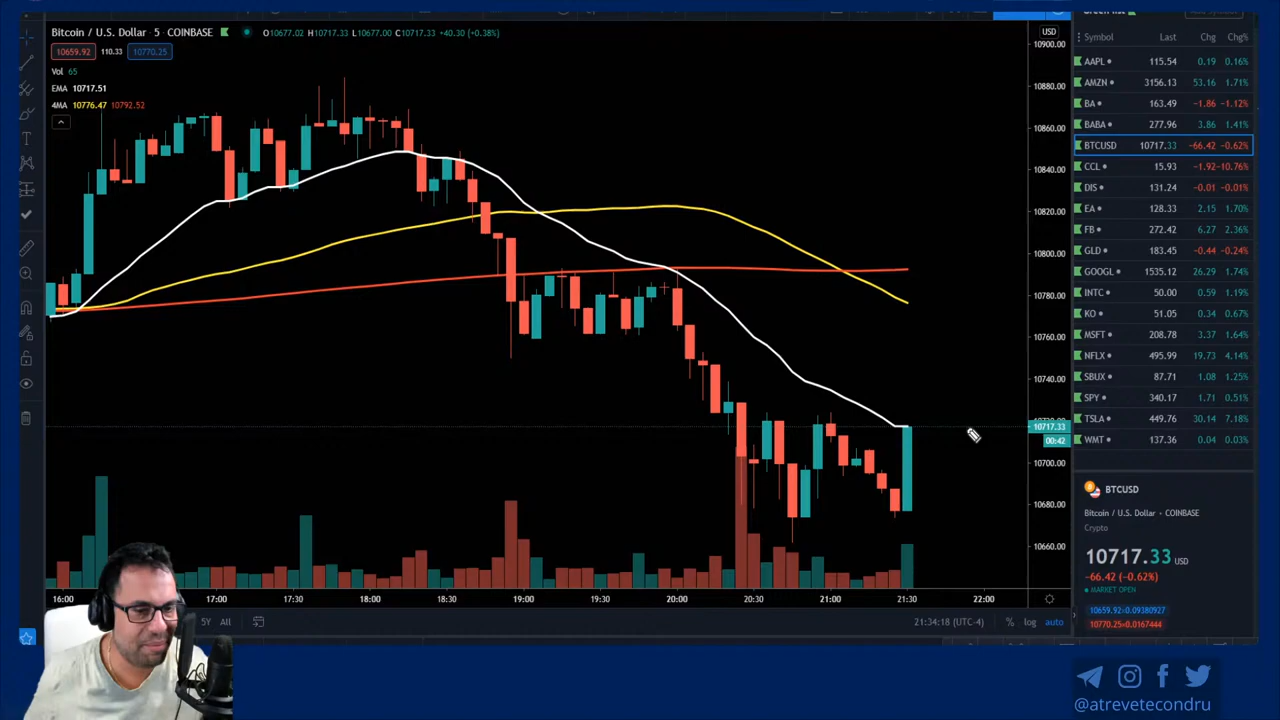 Bitcoin / U.S. Dollar · 5 · COINBASE O10677.02 H10717.33 L10677.00 C10717.33 +40.30 (+0.38%)
10659.92 110.33 10770.25
Vol 65
EMA 10717.51
4MA 10776.47 10792.52
USD
10900.00
10880.00
10860.00
10840.00
10820.00
10800.00
10780.00
10760.00
10740.00
10717.33
00:42
10700.00
10680.00
10660.00
16:00 17:00 17:30 18:00 18:30 19:00 19:30 20:00 20:30 21:00 21:30 22:00
5Y All 21:34:18 (UTC-4) % log auto
Symbol Last Chg Chg%
AAPL 115.54 0.19 0.16%
AMZN 3156.13 53.16 1.71%
BA 163.49 −1.86 −1.12%
BABA 277.96 3.86 1.41%
BTCUSD 10717.33 −66.42 −0.62%
CCL 15.93 −1.92 −10.76%
DIS 131.24 −0.01 −0.01%
EA 128.33 2.15 1.70%
FB 272.42 6.27 2.36%
GLD 183.45 −0.44 −0.24%
GOOGL 1535.12 26.29 1.74%
INTC 50.00 0.59 1.19%
KO 51.05 0.34 0.67%
MSFT 208.78 3.37 1.64%
NFLX 495.99 19.73 4.14%
SBUX 87.71 1.08 1.25%
SPY 340.17 1.71 0.51%
TSLA 449.76 30.14 7.18%
WMT 137.36 0.04 0.03%
BTCUSD
Bitcoin / U.S. Dollar • COINBASE
Crypto
10717.33 USD
−66.42 (−0.62%)
MARKET OPEN
10659.92×0.09380927
10770.25×0.0167444
@atrevetecondru